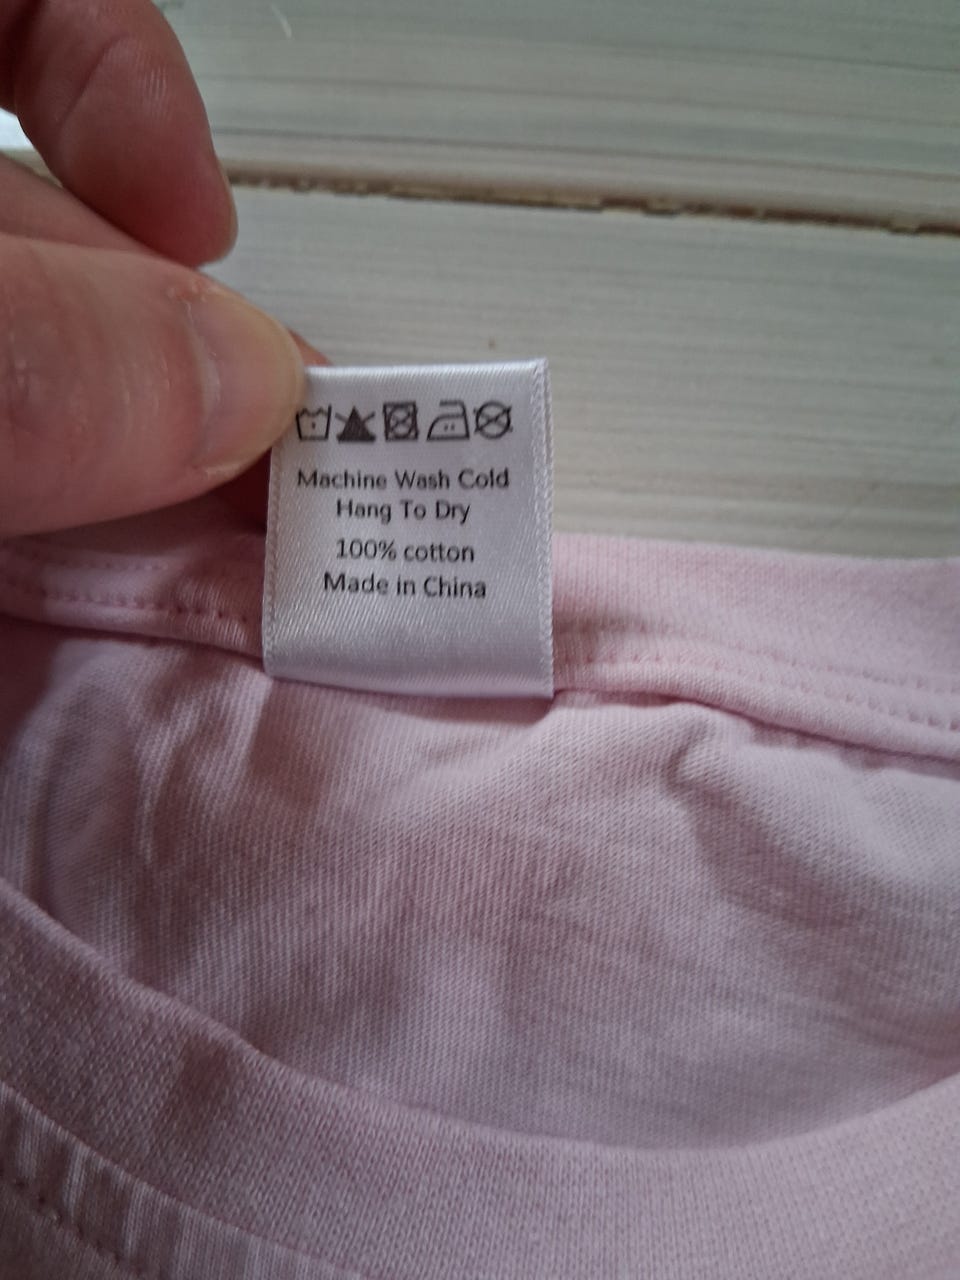 Machine Wash Cold
Hang To Dry
100% cotton
Made in China